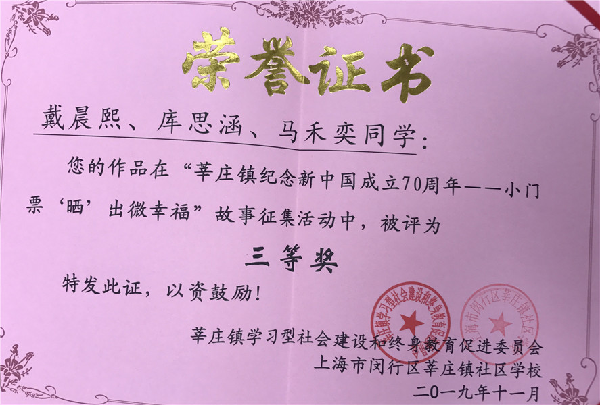 荣誉证书
戴晨熙、库思涵、马禾奕同学:
您的作品在“莘庄镇纪念新中国成立70周年——小门
票‘晒’出微幸福”故事征集活动中，被评为
三等奖
特发此证，以资鼓励!
莘庄镇学习型社会建设和终身教育促进委员会
上海市闵行区莘庄镇社区学校
二〇一九年十一月